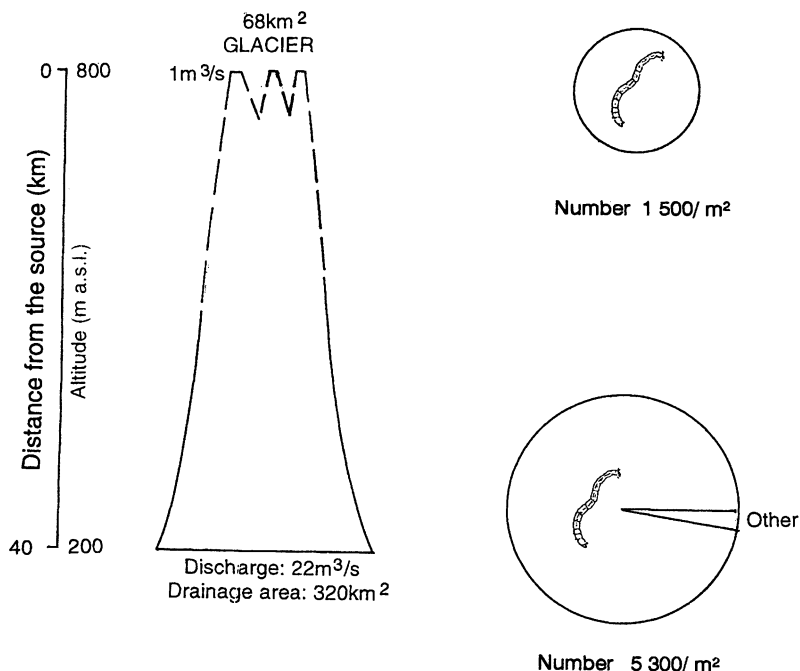 68km²
GLACIER
0 800
1m³/s
Distance from the source (km)
Altitude (m a.s.l.)
40 200
Discharge: 22m³/s
Drainage area: 320km²
Number 1 500/ m²
Other
Number 5 300/ m²